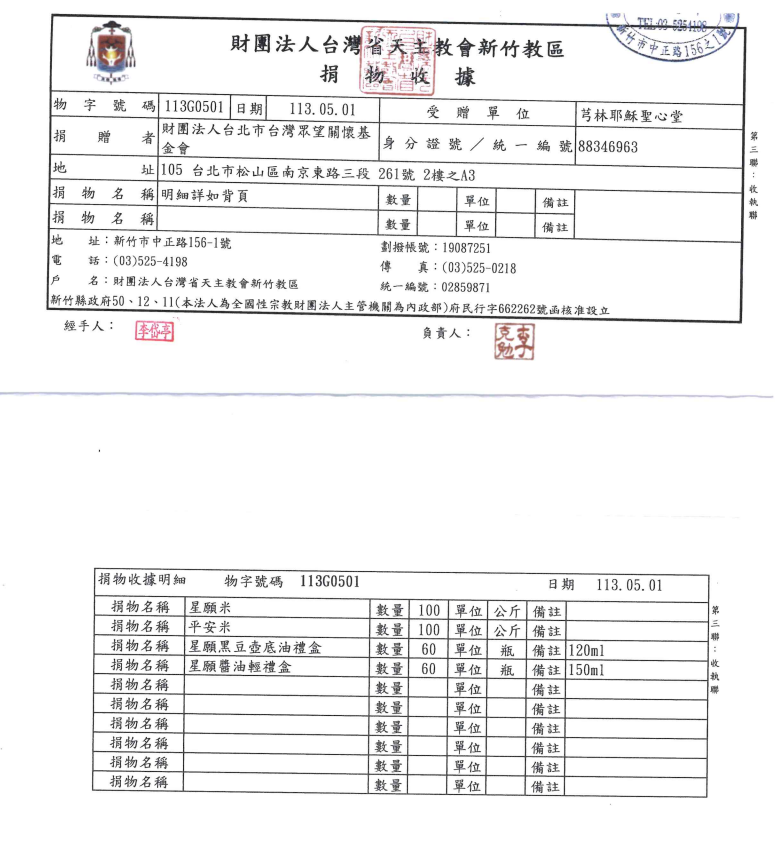 財團法人台灣省天主教會新竹教區
捐物收據
TEL:03-5254198
新竹市中正路156之1號
物字號碼 113G0501 日期 113.05.01 受贈單位 芎林耶穌聖心堂
捐贈者 財團法人台北市台灣眾望關懷基金會 身分證號／統一編號 88346963
地址 105 台北市松山區南京東路三段 261號 2樓之A3
捐物名稱 明細詳如背頁 數量 單位 備註
捐物名稱 數量 單位 備註
地址：新竹市中正路156-1號 劃撥帳號：19087251
電話：(03)525-4198 傳真：(03)525-0218
戶名：財團法人台灣省天主教會新竹教區 統一編號：02859871
新竹縣政府50、12、11(本法人為全國性宗教財團法人主管機關為內政部)府民行字662262號函核准設立
第三聯：收執聯
經手人： 李岱亭 負責人： 李克勉
捐物收據明細 物字號碼 113G0501 日期 113.05.01
捐物名稱 星願米 數量 100 單位 公斤 備註
捐物名稱 平安米 數量 100 單位 公斤 備註
捐物名稱 星願黑豆壺底油禮盒 數量 60 單位 瓶 備註 120ml
捐物名稱 星願醬油輕禮盒 數量 60 單位 瓶 備註 150ml
捐物名稱 數量 單位 備註
捐物名稱 數量 單位 備註
捐物名稱 數量 單位 備註
捐物名稱 數量 單位 備註
捐物名稱 數量 單位 備註
捐物名稱 數量 單位 備註
第三聯：收執聯